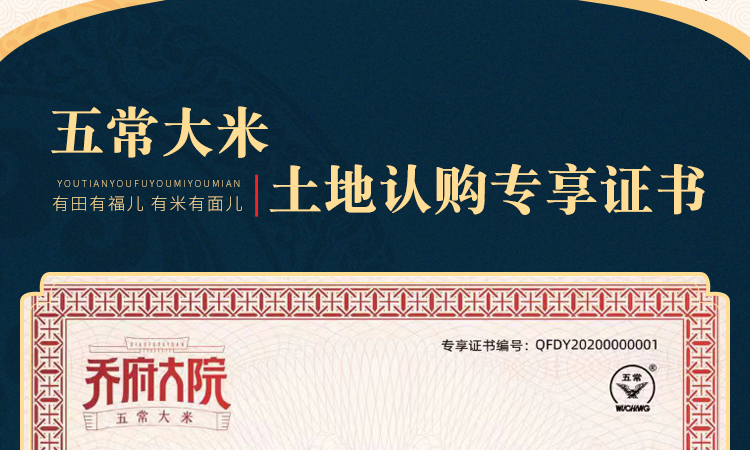 五常大米
YOUTIANYOUFUYOUMIYOUMIAN
有田有福儿 有米有面儿
土地认购专享证书
专享证书编号：QFDY20200000001
QIAOFUDAYUAN
乔府大院
五常大米
®
五常
WUCHANG